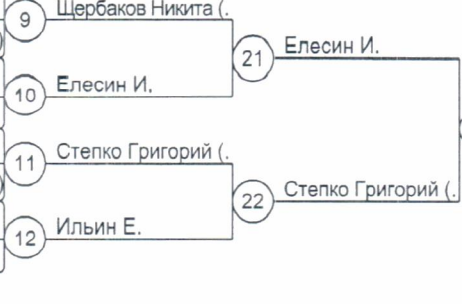 9 Щербаков Никита (.
21 Елесин И.
10 Елесин И.
11 Степко Григорий (.
22 Степко Григорий (.
12 Ильин Е.